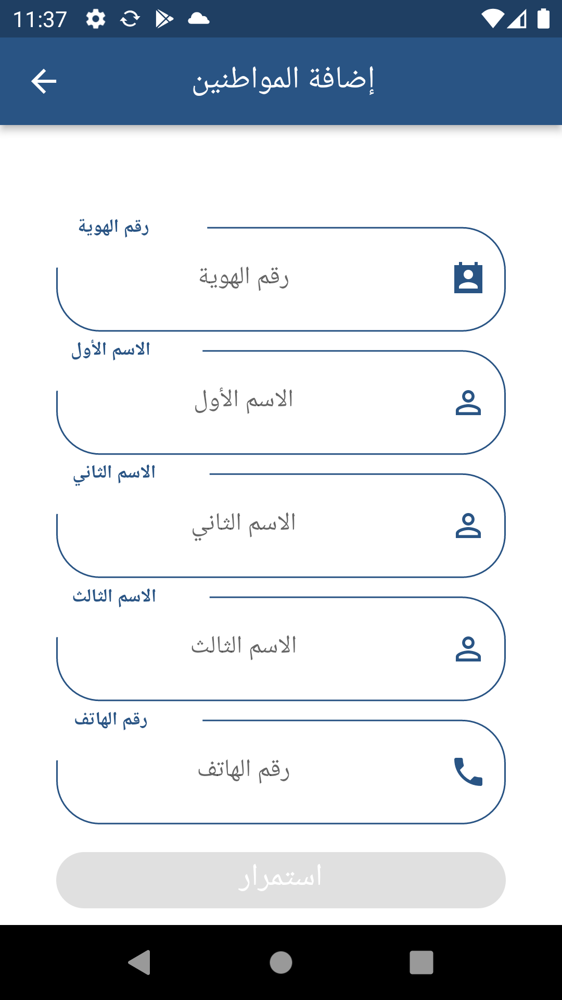 11:37
إضافة المواطنين
رقم الهوية
رقم الهوية
الاسم الأول
الاسم الأول
الاسم الثاني
الاسم الثاني
الاسم الثالث
الاسم الثالث
رقم الهاتف
رقم الهاتف
استمرار